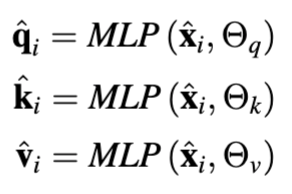 q̂ᵢ = MLP (x̂ᵢ, Θ_q)
k̂ᵢ = MLP (x̂ᵢ, Θ_k)
v̂ᵢ = MLP (x̂ᵢ, Θ_v)